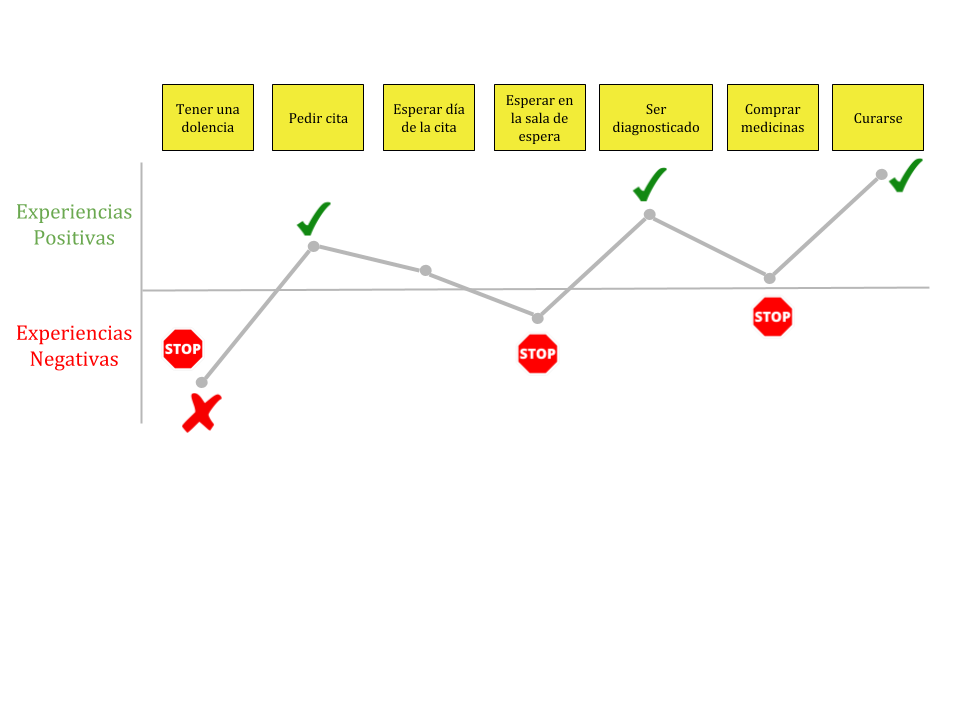 Tener una
dolencia
Pedir cita
Esperar día
de la cita
Esperar en
la sala de
espera
Ser
diagnosticado
Comprar
medicinas
Curarse
Experiencias
Positivas
Experiencias
Negativas
STOP
STOP
STOP